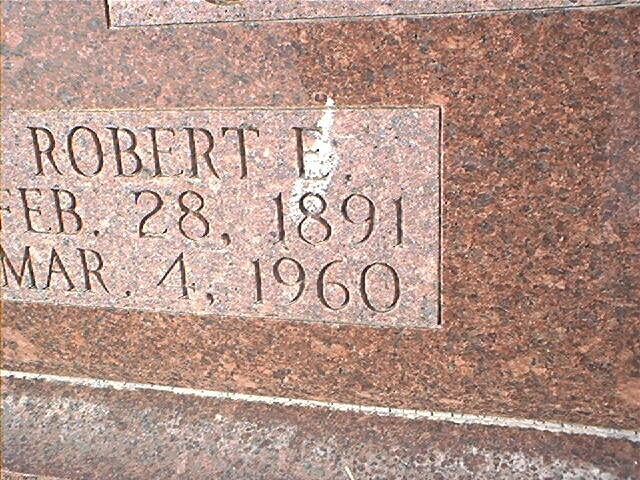 ROBERT E.
FEB. 28, 1891
MAR. 4, 1960